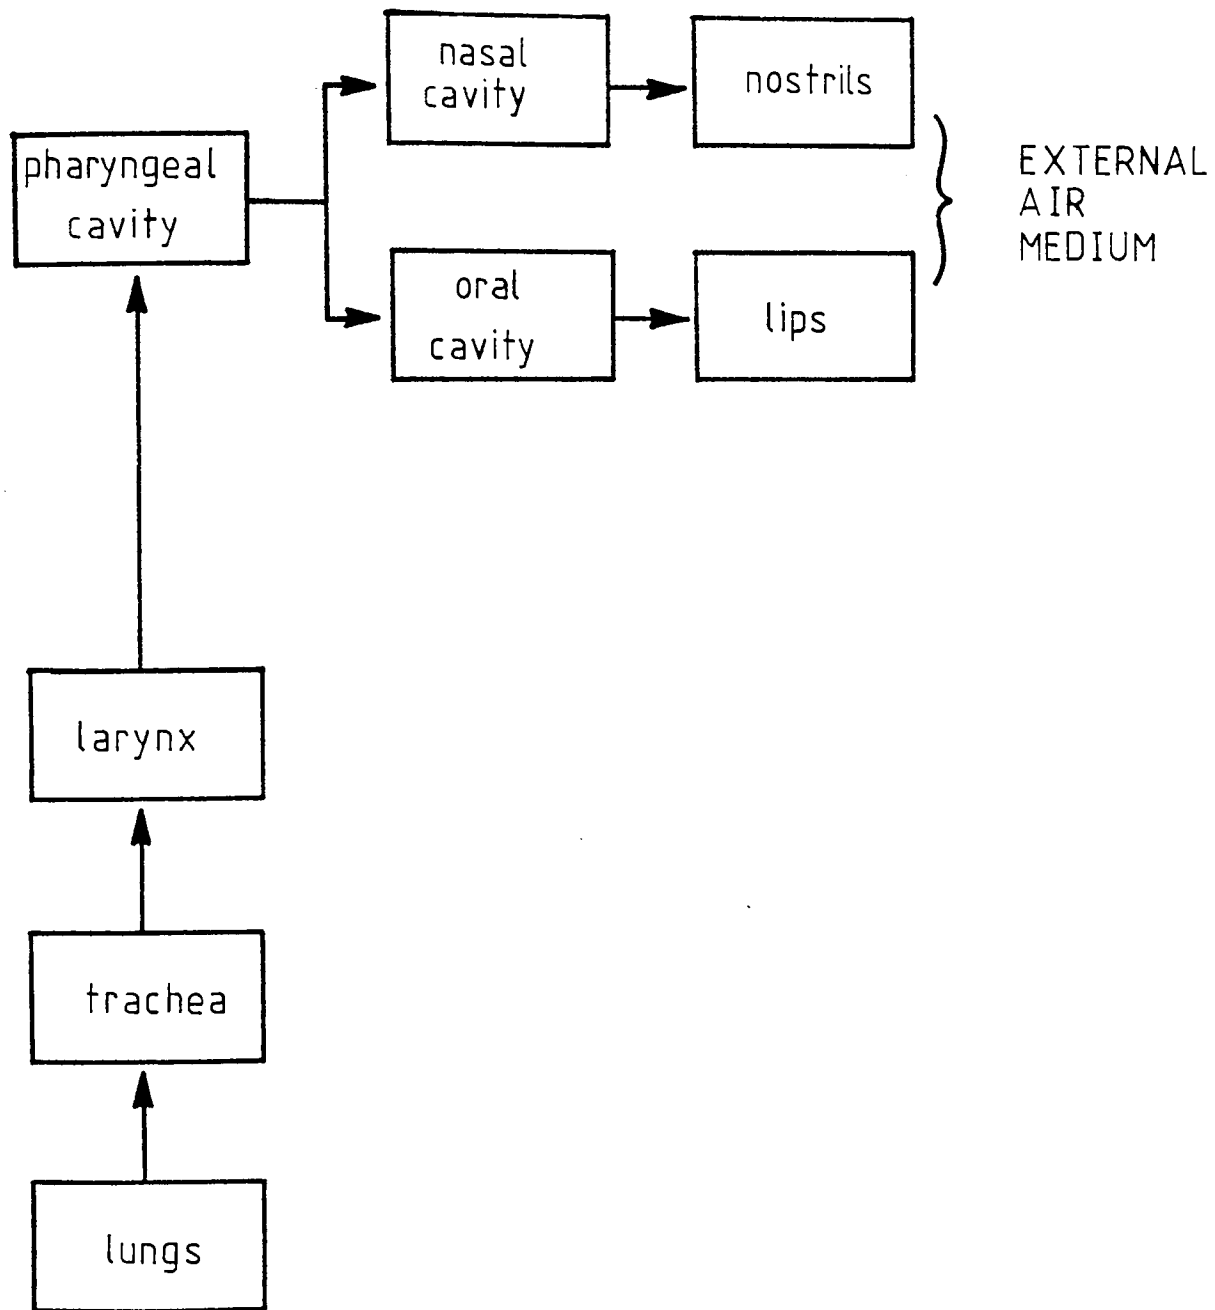 nasal
cavity
nostrils
pharyngeal
cavity
EXTERNAL
AIR
MEDIUM
oral
cavity
lips
larynx
trachea
lungs